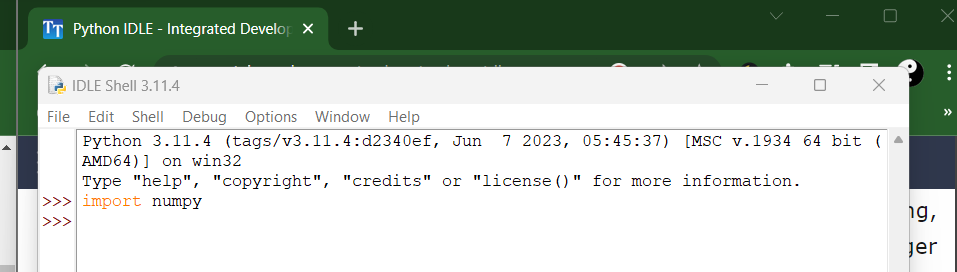 TT Python IDLE - Integrated Develop
IDLE Shell 3.11.4
File Edit Shell Debug Options Window Help
Python 3.11.4 (tags/v3.11.4:d2340ef, Jun  7 2023, 05:45:37) [MSC v.1934 64 bit (
AMD64)] on win32
Type "help", "copyright", "credits" or "license()" for more information.
>>> import numpy
>>>